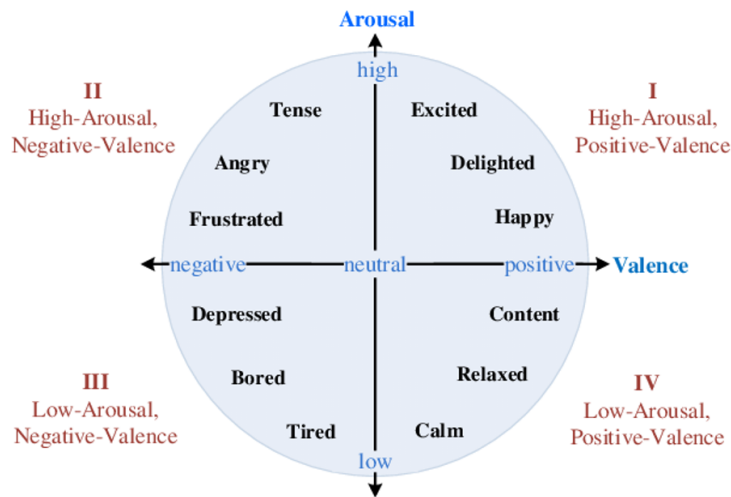 Arousal
high
II
High-Arousal,
Negative-Valence
I
High-Arousal,
Positive-Valence
Tense
Excited
Angry
Delighted
Frustrated
Happy
negative
neutral
positive
Valence
Depressed
Content
Bored
Relaxed
Tired
Calm
III
Low-Arousal,
Negative-Valence
IV
Low-Arousal,
Positive-Valence
low